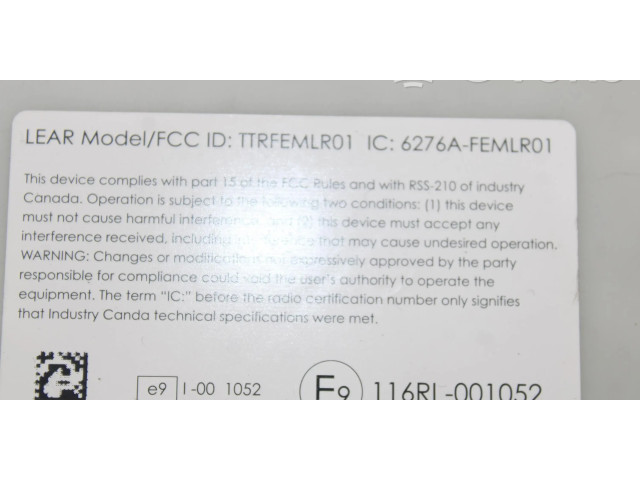 LEAR Model/FCC ID: TTRFEMLR01 IC: 6276A-FEMLR01
This device complies with part 15 of the FCC Rules and with RSS-210 of industry
Canada. Operation is subject to the following two conditions: (1) this device
must not cause harmful interference, and (2) this device must accept any
interference received, including interference that may cause undesired operation.
WARNING: Changes or modifications not expressively approved by the party
responsible for compliance could void the user's authority to operate the
equipment. The term "IC:" before the radio certification number only signifies
that Industry Canda technical specifications were met.
e9 I-00 1052
E9 116RL-001052